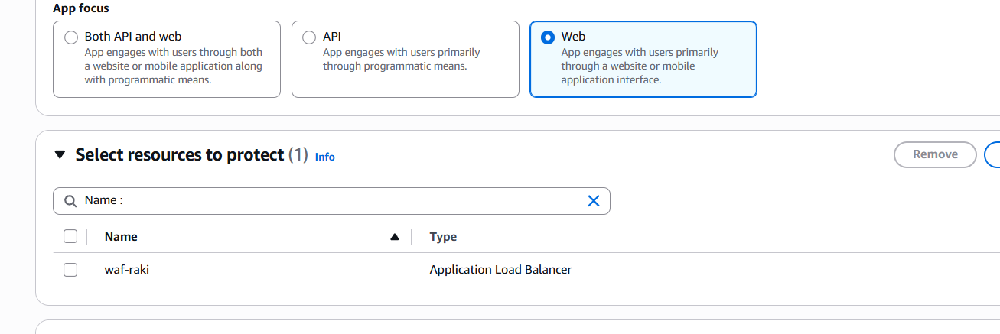 App focus
Both API and web
App engages with users through both
a website or mobile application along
with programmatic means.
API
App engages with users primarily
through programmatic means.
Web
App engages with users primarily
through a website or mobile
application interface.
Select resources to protect (1) Info
Remove
Name :
Name
Type
waf-raki
Application Load Balancer